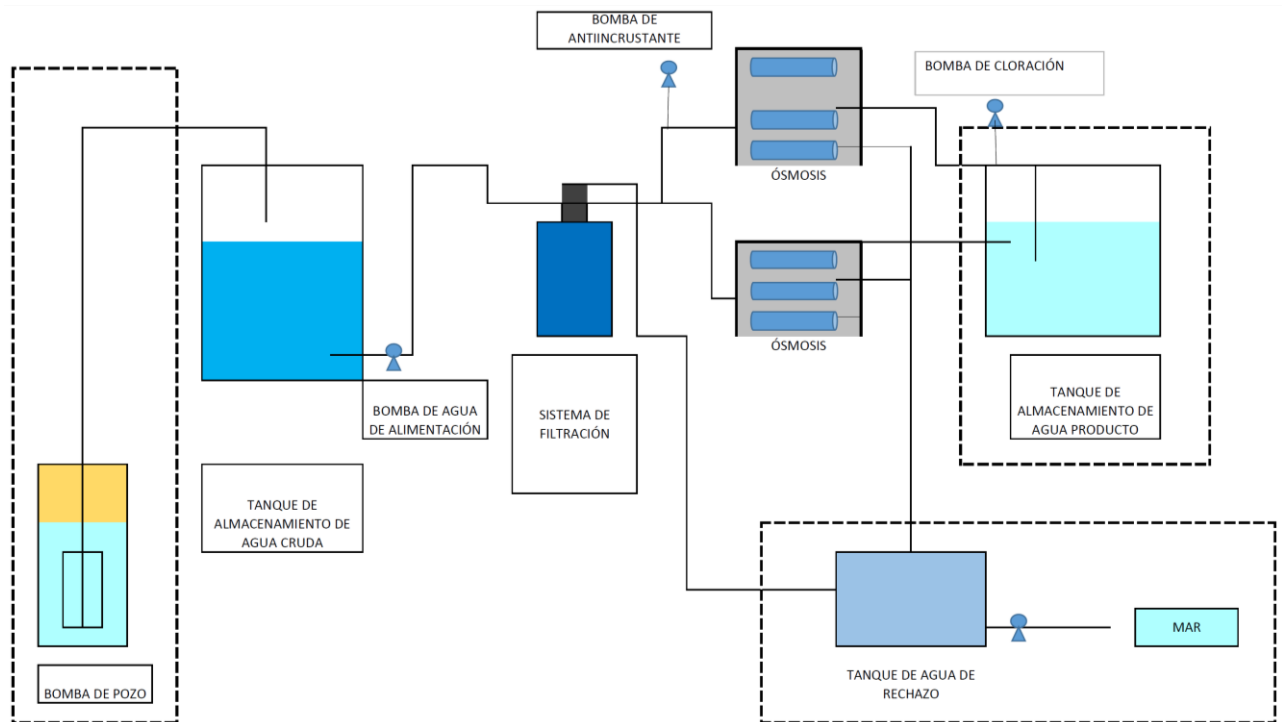 BOMBA DE
ANTIINCRUSTANTE
BOMBA DE CLORACIÓN
ÓSMOSIS
ÓSMOSIS
BOMBA DE AGUA
DE ALIMENTACIÓN
SISTEMA DE
FILTRACIÓN
TANQUE DE
ALMACENAMIENTO DE
AGUA PRODUCTO
TANQUE DE
ALMACENAMIENTO DE
AGUA CRUDA
MAR
BOMBA DE POZO
TANQUE DE AGUA DE
RECHAZO